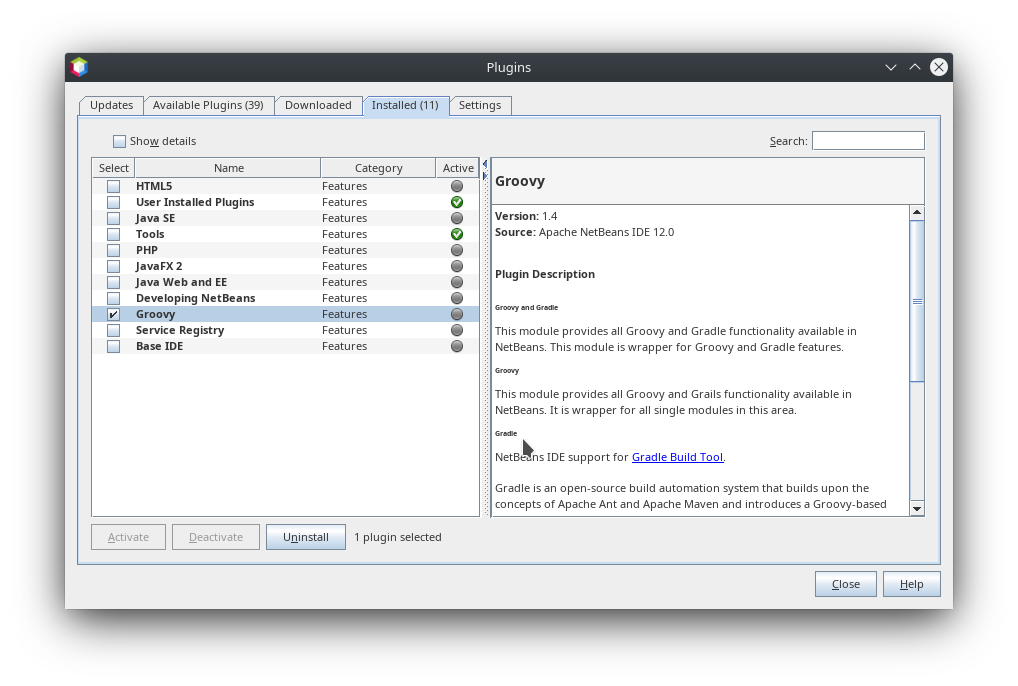 Plugins
Updates Available Plugins (39) Downloaded Installed (11) Settings
Show details Search:
Select Name Category Active
HTML5 Features
User Installed Plugins Features
Java SE Features
Tools Features
PHP Features
JavaFX 2 Features
Java Web and EE Features
Developing NetBeans Features
Groovy Features
Service Registry Features
Base IDE Features
Groovy
Version: 1.4
Source: Apache NetBeans IDE 12.0
Plugin Description
Groovy and Gradle
This module provides all Groovy and Gradle functionality available in
NetBeans. This module is wrapper for Groovy and Gradle features.
Groovy
This module provides all Groovy and Grails functionality available in
NetBeans. It is wrapper for all single modules in this area.
Gradle
NetBeans IDE support for Gradle Build Tool.
Gradle is an open-source build automation system that builds upon the
concepts of Apache Ant and Apache Maven and introduces a Groovy-based
Activate Deactivate Uninstall 1 plugin selected
Close Help